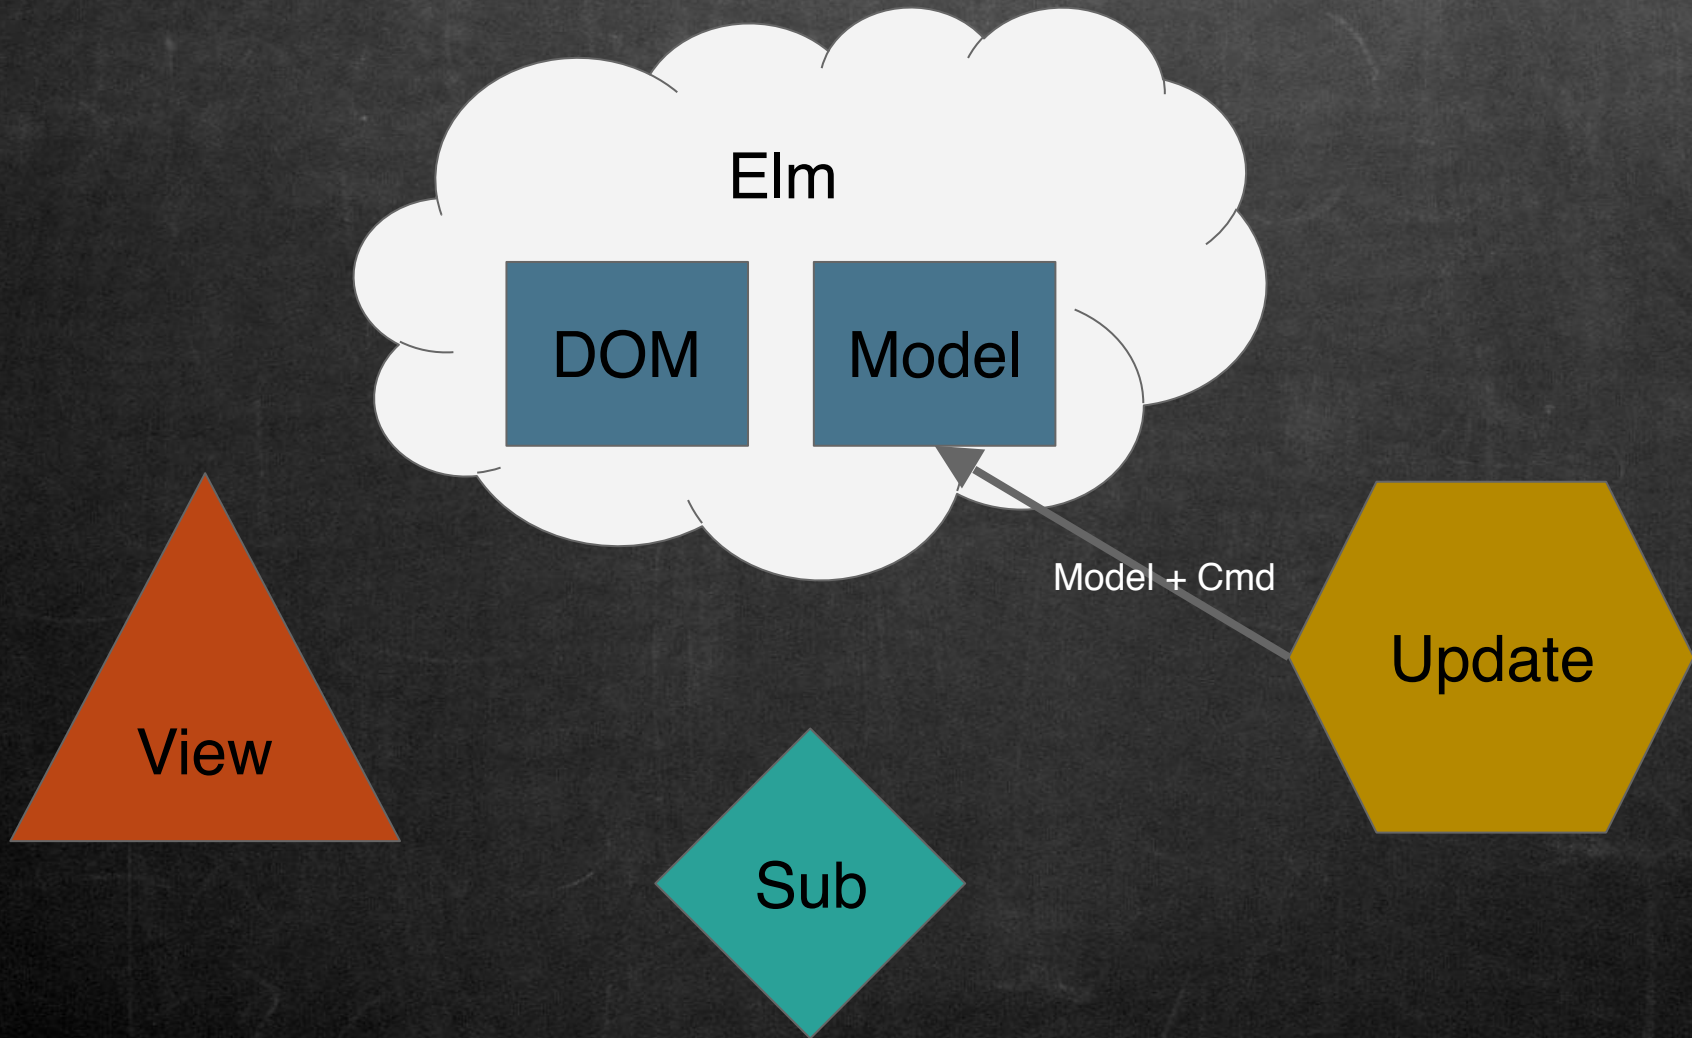 Elm
DOM
Model
Model + Cmd
Update
View
Sub